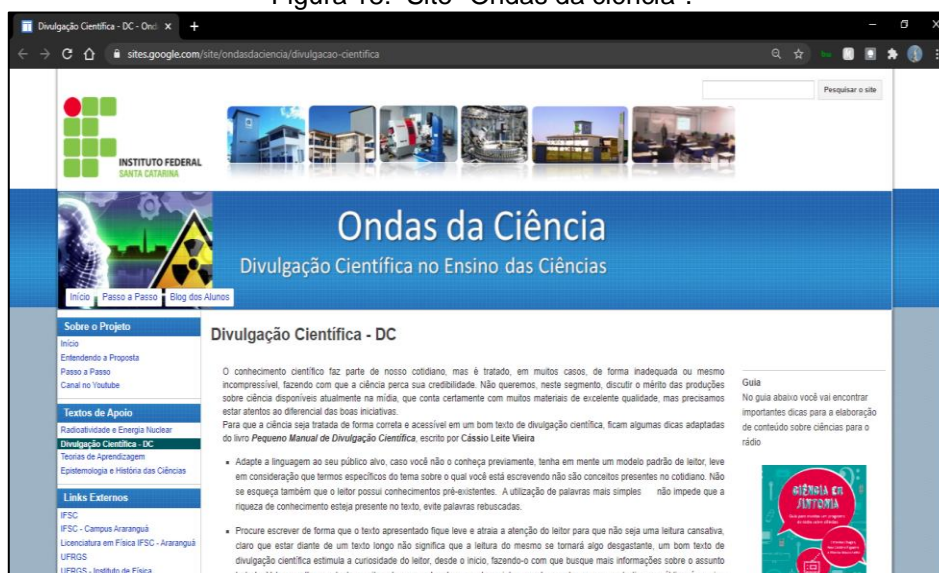 Figura 18: Site "Ondas da ciência".
Divulgação Científica - DC - Ond
sites.google.com/site/ondasdaciencia/divulgacao-cientifica
Pesquisar o site
INSTITUTO FEDERAL
SANTA CATARINA
Ondas da Ciência
Divulgação Científica no Ensino das Ciências
Início
Passo a Passo
Blog dos Alunos
Sobre o Projeto
Início
Entendendo a Proposta
Passo a Passo
Canal no Youtube
Textos de Apoio
Radioatividade e Energia Nuclear
Divulgação Científica - DC
Teorias de Aprendizagem
Epistemologia e História das Ciências
Links Externos
IFSC
IFSC - Campus Araranguá
Licenciatura em Física IFSC - Araranguá
UFRGS
UFRGS - Instituto de Física
Divulgação Científica - DC
O conhecimento científico faz parte de nosso cotidiano, mas é tratado, em muitos casos, de forma inadequada ou mesmo
incompressível, fazendo com que a ciência perca sua credibilidade. Não queremos, neste segmento, discutir o mérito das produções
sobre ciência disponíveis atualmente na mídia, que conta certamente com muitos materiais de excelente qualidade, mas precisamos
estar atentos ao diferencial das boas iniciativas.
Para que a ciência seja tratada de forma correta e acessível em um bom texto de divulgação científica, ficam algumas dicas adaptadas
do livro Pequeno Manual de Divulgação Científica, escrito por Cássio Leite Vieira
Adapte a linguagem ao seu público alvo, caso você não o conheça previamente, tenha em mente um modelo padrão de leitor, leve
em consideração que termos específicos do tema sobre o qual você está escrevendo não são conceitos presentes no cotidiano. Não
se esqueça também que o leitor possui conhecimentos pré-existentes. A utilização de palavras mais simples não impede que a
riqueza de conhecimento esteja presente no texto, evite palavras rebuscadas.
Procure escrever de forma que o texto apresentado fique leve e atraia a atenção do leitor para que não seja uma leitura cansativa,
claro que estar diante de um texto longo não significa que a leitura do mesmo se tornará algo desgastante, um bom texto de
divulgação científica estimula a curiosidade do leitor, desde o início, fazendo-o com que busque mais informações sobre o assunto
Guia
No guia abaixo você vai encontrar
importantes dicas para a elaboração
de conteúdo sobre ciências para o
rádio
CIÊNCIA EM
SINTONIA